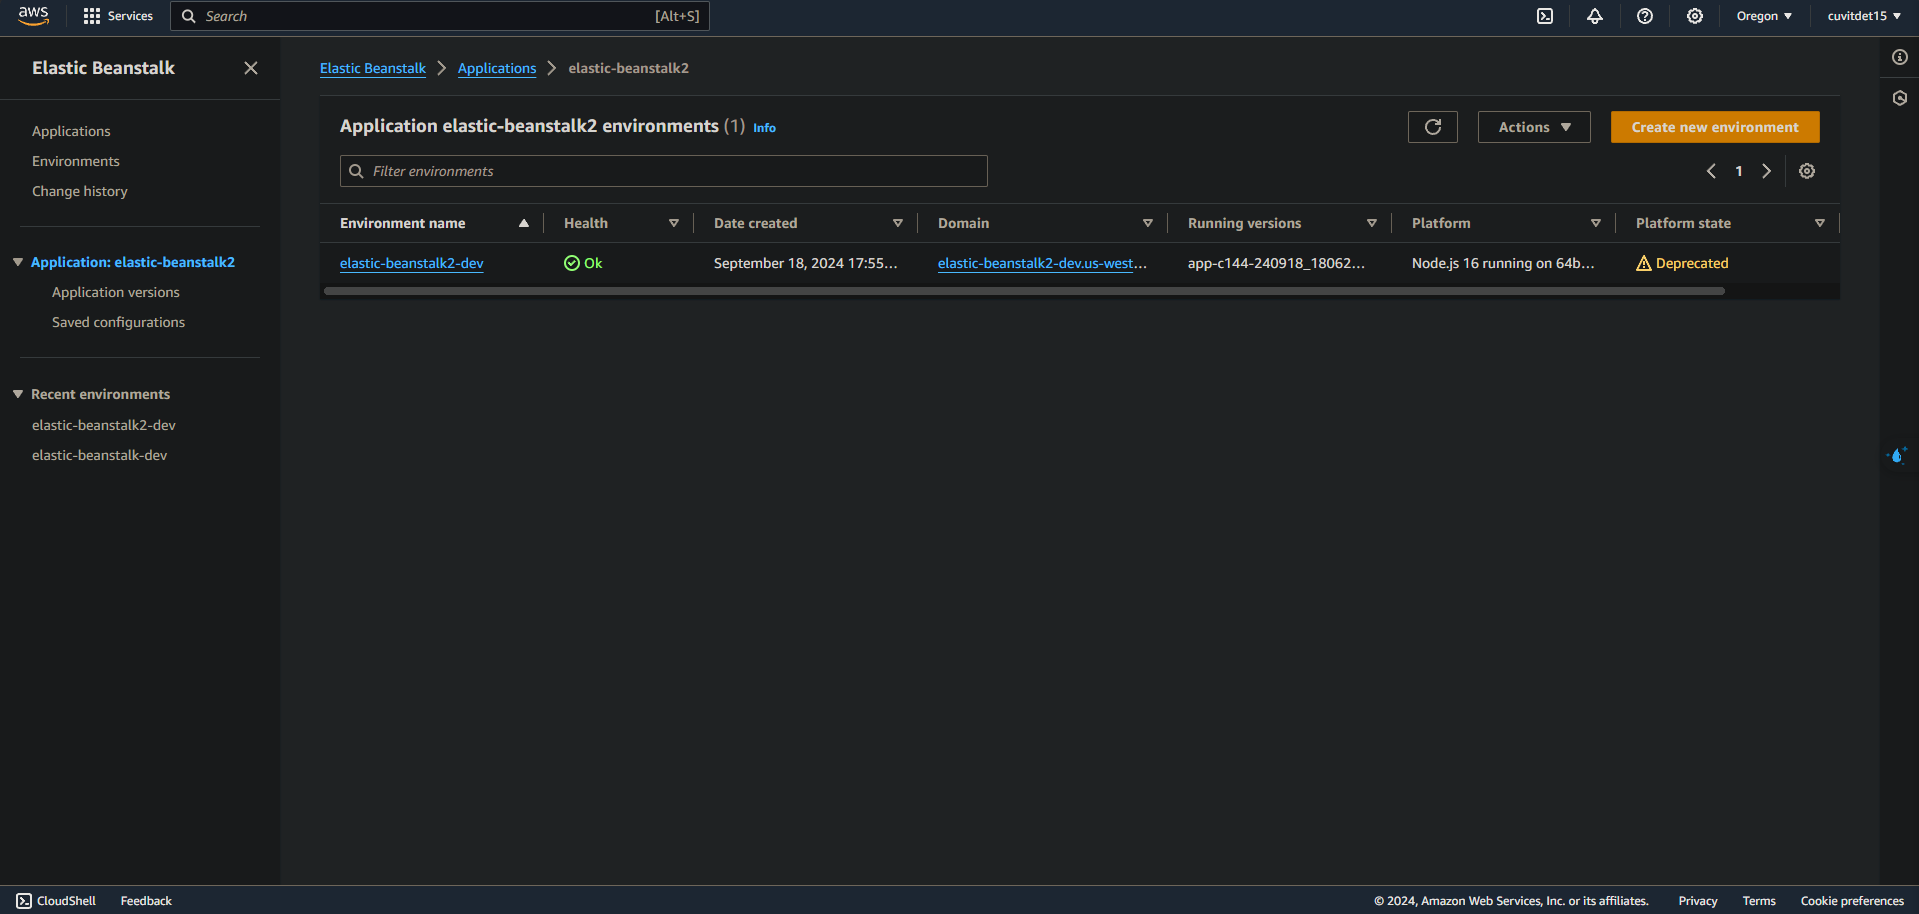 aws Services Search [Alt+S] Oregon cuvitdet15
Elastic Beanstalk
Applications
Environments
Change history
Application: elastic-beanstalk2
Application versions
Saved configurations
Recent environments
elastic-beanstalk2-dev
elastic-beanstalk-dev
Elastic Beanstalk Applications elastic-beanstalk2
Application elastic-beanstalk2 environments (1) Info
Actions Create new environment
Filter environments
1
Environment name Health Date created Domain Running versions Platform Platform state
elastic-beanstalk2-dev Ok September 18, 2024 17:55... elastic-beanstalk2-dev.us-west... app-c144-240918_18062... Node.js 16 running on 64b... Deprecated
CloudShell Feedback © 2024, Amazon Web Services, Inc. or its affiliates. Privacy Terms Cookie preferences